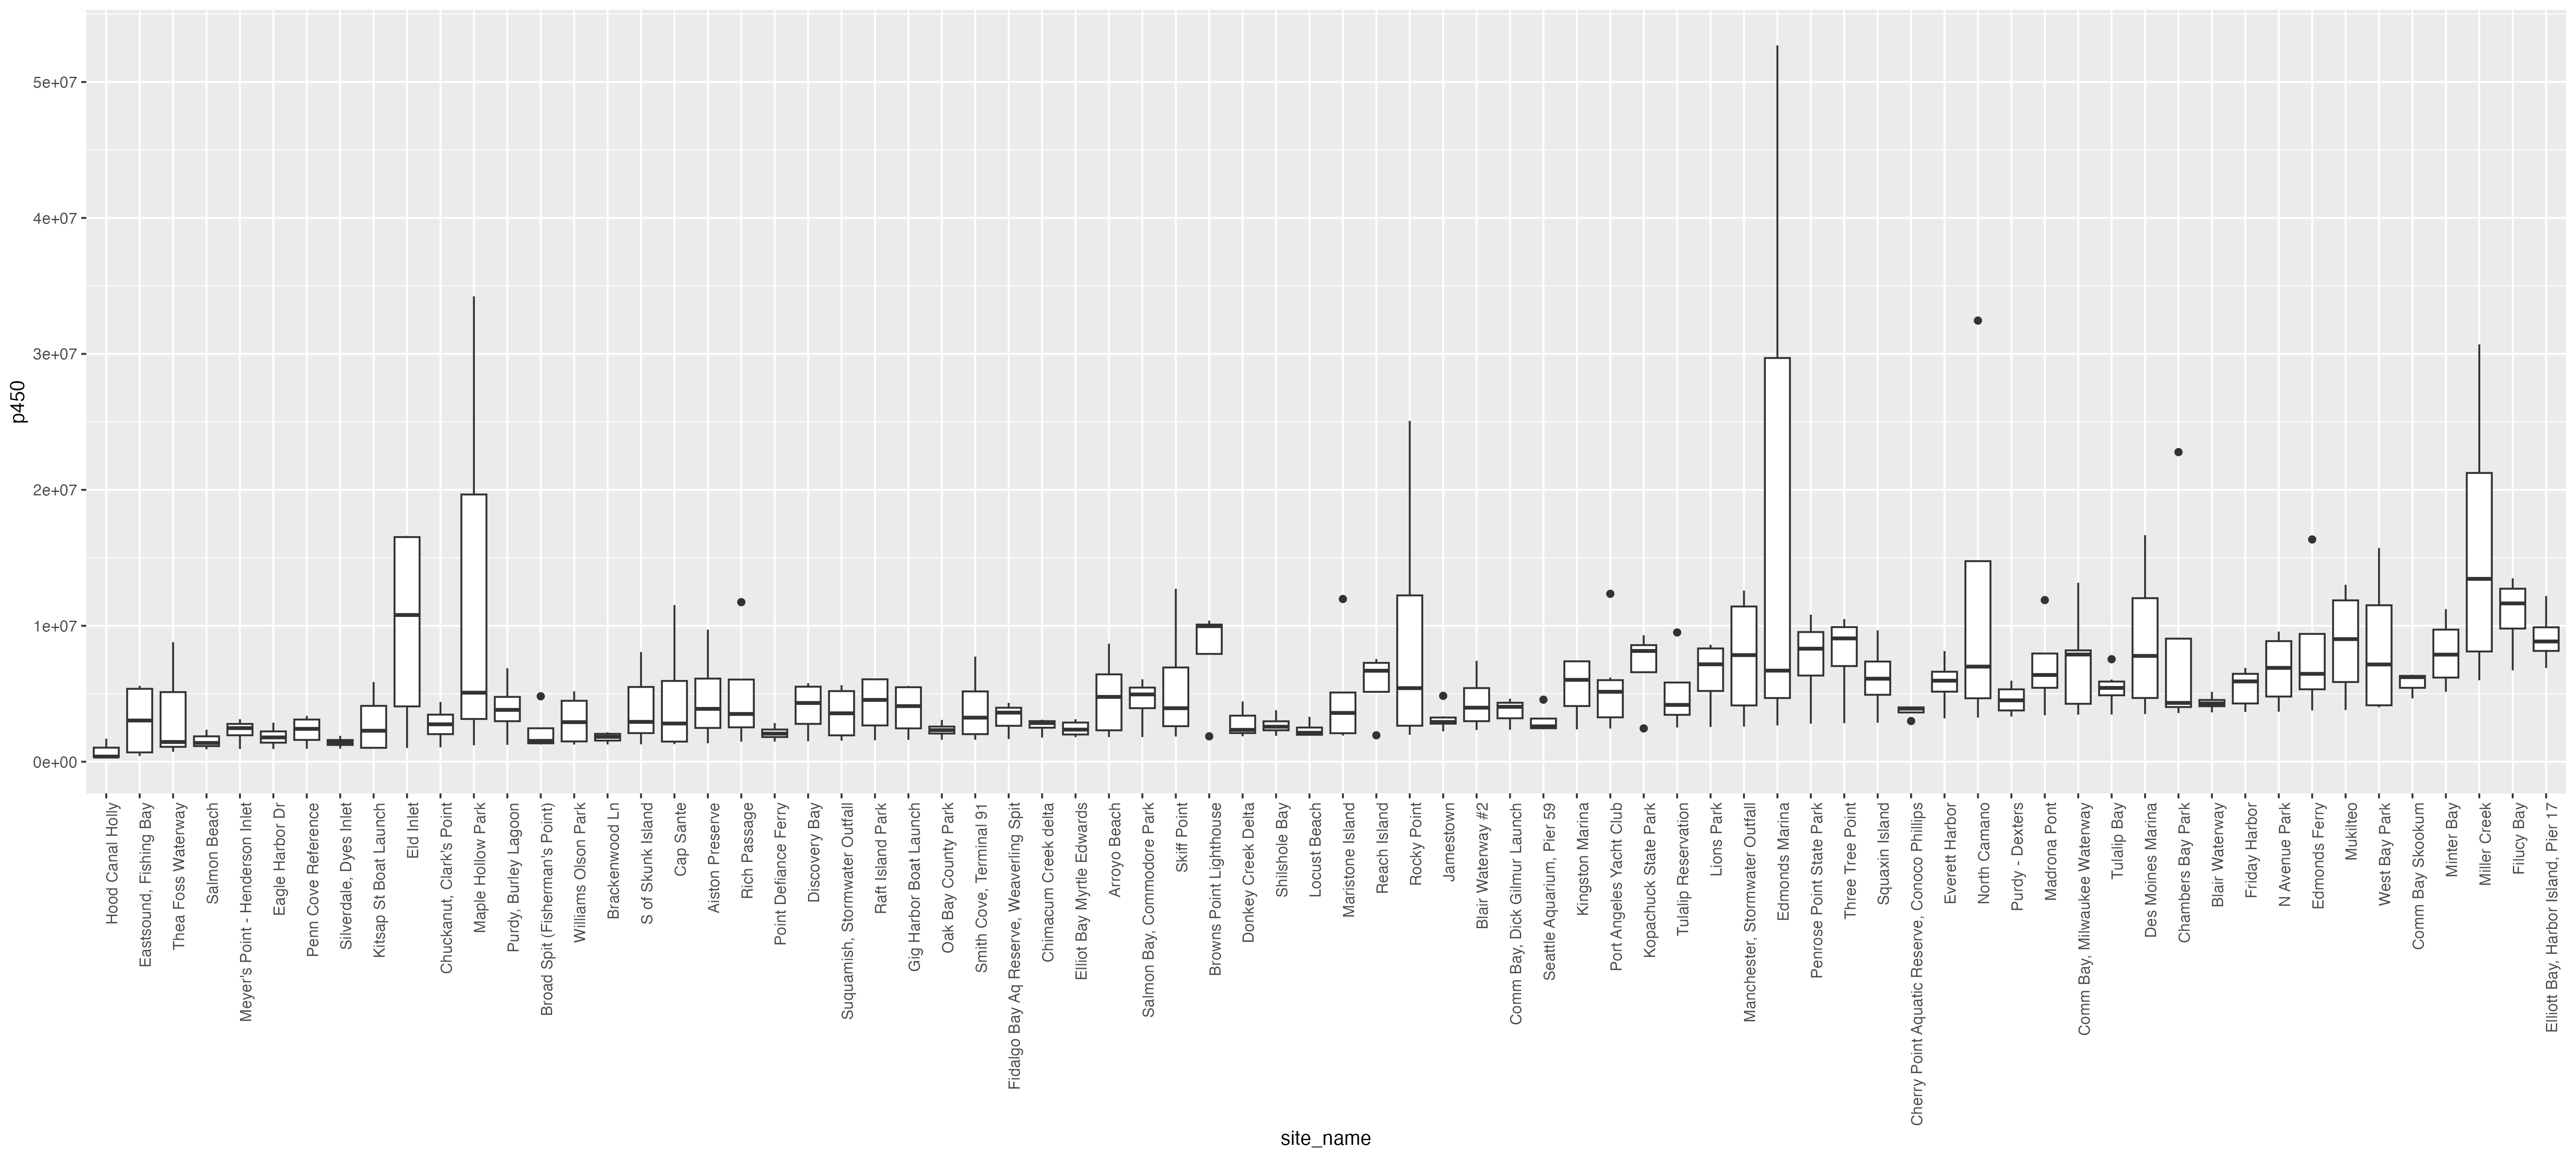 p450
5e+07
4e+07
3e+07
2e+07
1e+07
0e+00
Hood Canal Holly
Eastsound, Fishing Bay
Thea Foss Waterway
Salmon Beach
Meyer's Point - Henderson Inlet
Eagle Harbor Dr
Penn Cove Reference
Silverdale, Dyes Inlet
Kitsap St Boat Launch
Eld Inlet
Chuckanut, Clark's Point
Maple Hollow Park
Purdy, Burley Lagoon
Broad Spit (Fisherman's Point)
Williams Olson Park
Brackenwood Ln
S of Skunk Island
Cap Sante
Aiston Preserve
Rich Passage
Point Defiance Ferry
Discovery Bay
Suquamish, Stormwater Outfall
Raft Island Park
Gig Harbor Boat Launch
Oak Bay County Park
Smith Cove, Terminal 91
Fidalgo Bay Aq Reserve, Weaverling Spit
Chimacum Creek delta
Elliot Bay Myrtle Edwards
Arroyo Beach
Salmon Bay, Commodore Park
Skiff Point
Browns Point Lighthouse
Donkey Creek Delta
Shilshole Bay
Locust Beach
Maristone Island
Reach Island
Rocky Point
Jamestown
Blair Waterway #2
Comm Bay, Dick Gilmur Launch
Seattle Aquarium, Pier 59
Kingston Marina
Port Angeles Yacht Club
Kopachuck State Park
Tulalip Reservation
Lions Park
Manchester, Stormwater Outfall
Edmonds Marina
Penrose Point State Park
Three Tree Point
Squaxin Island
Cherry Point Aquatic Reserve, Conoco Phillips
Everett Harbor
North Camano
Purdy - Dexters
Madrona Pont
Comm Bay, Milwaukee Waterway
Tulalip Bay
Des Moines Marina
Chambers Bay Park
Blair Waterway
Friday Harbor
N Avenue Park
Edmonds Ferry
Mukilteo
West Bay Park
Comm Bay Skookum
Minter Bay
Miller Creek
Filucy Bay
Elliott Bay, Harbor Island, Pier 17
site_name